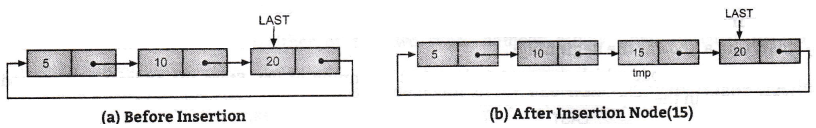 LAST
5 10 20
(a) Before Insertion
LAST
5 10 15 20
tmp
(b) After Insertion Node(15)